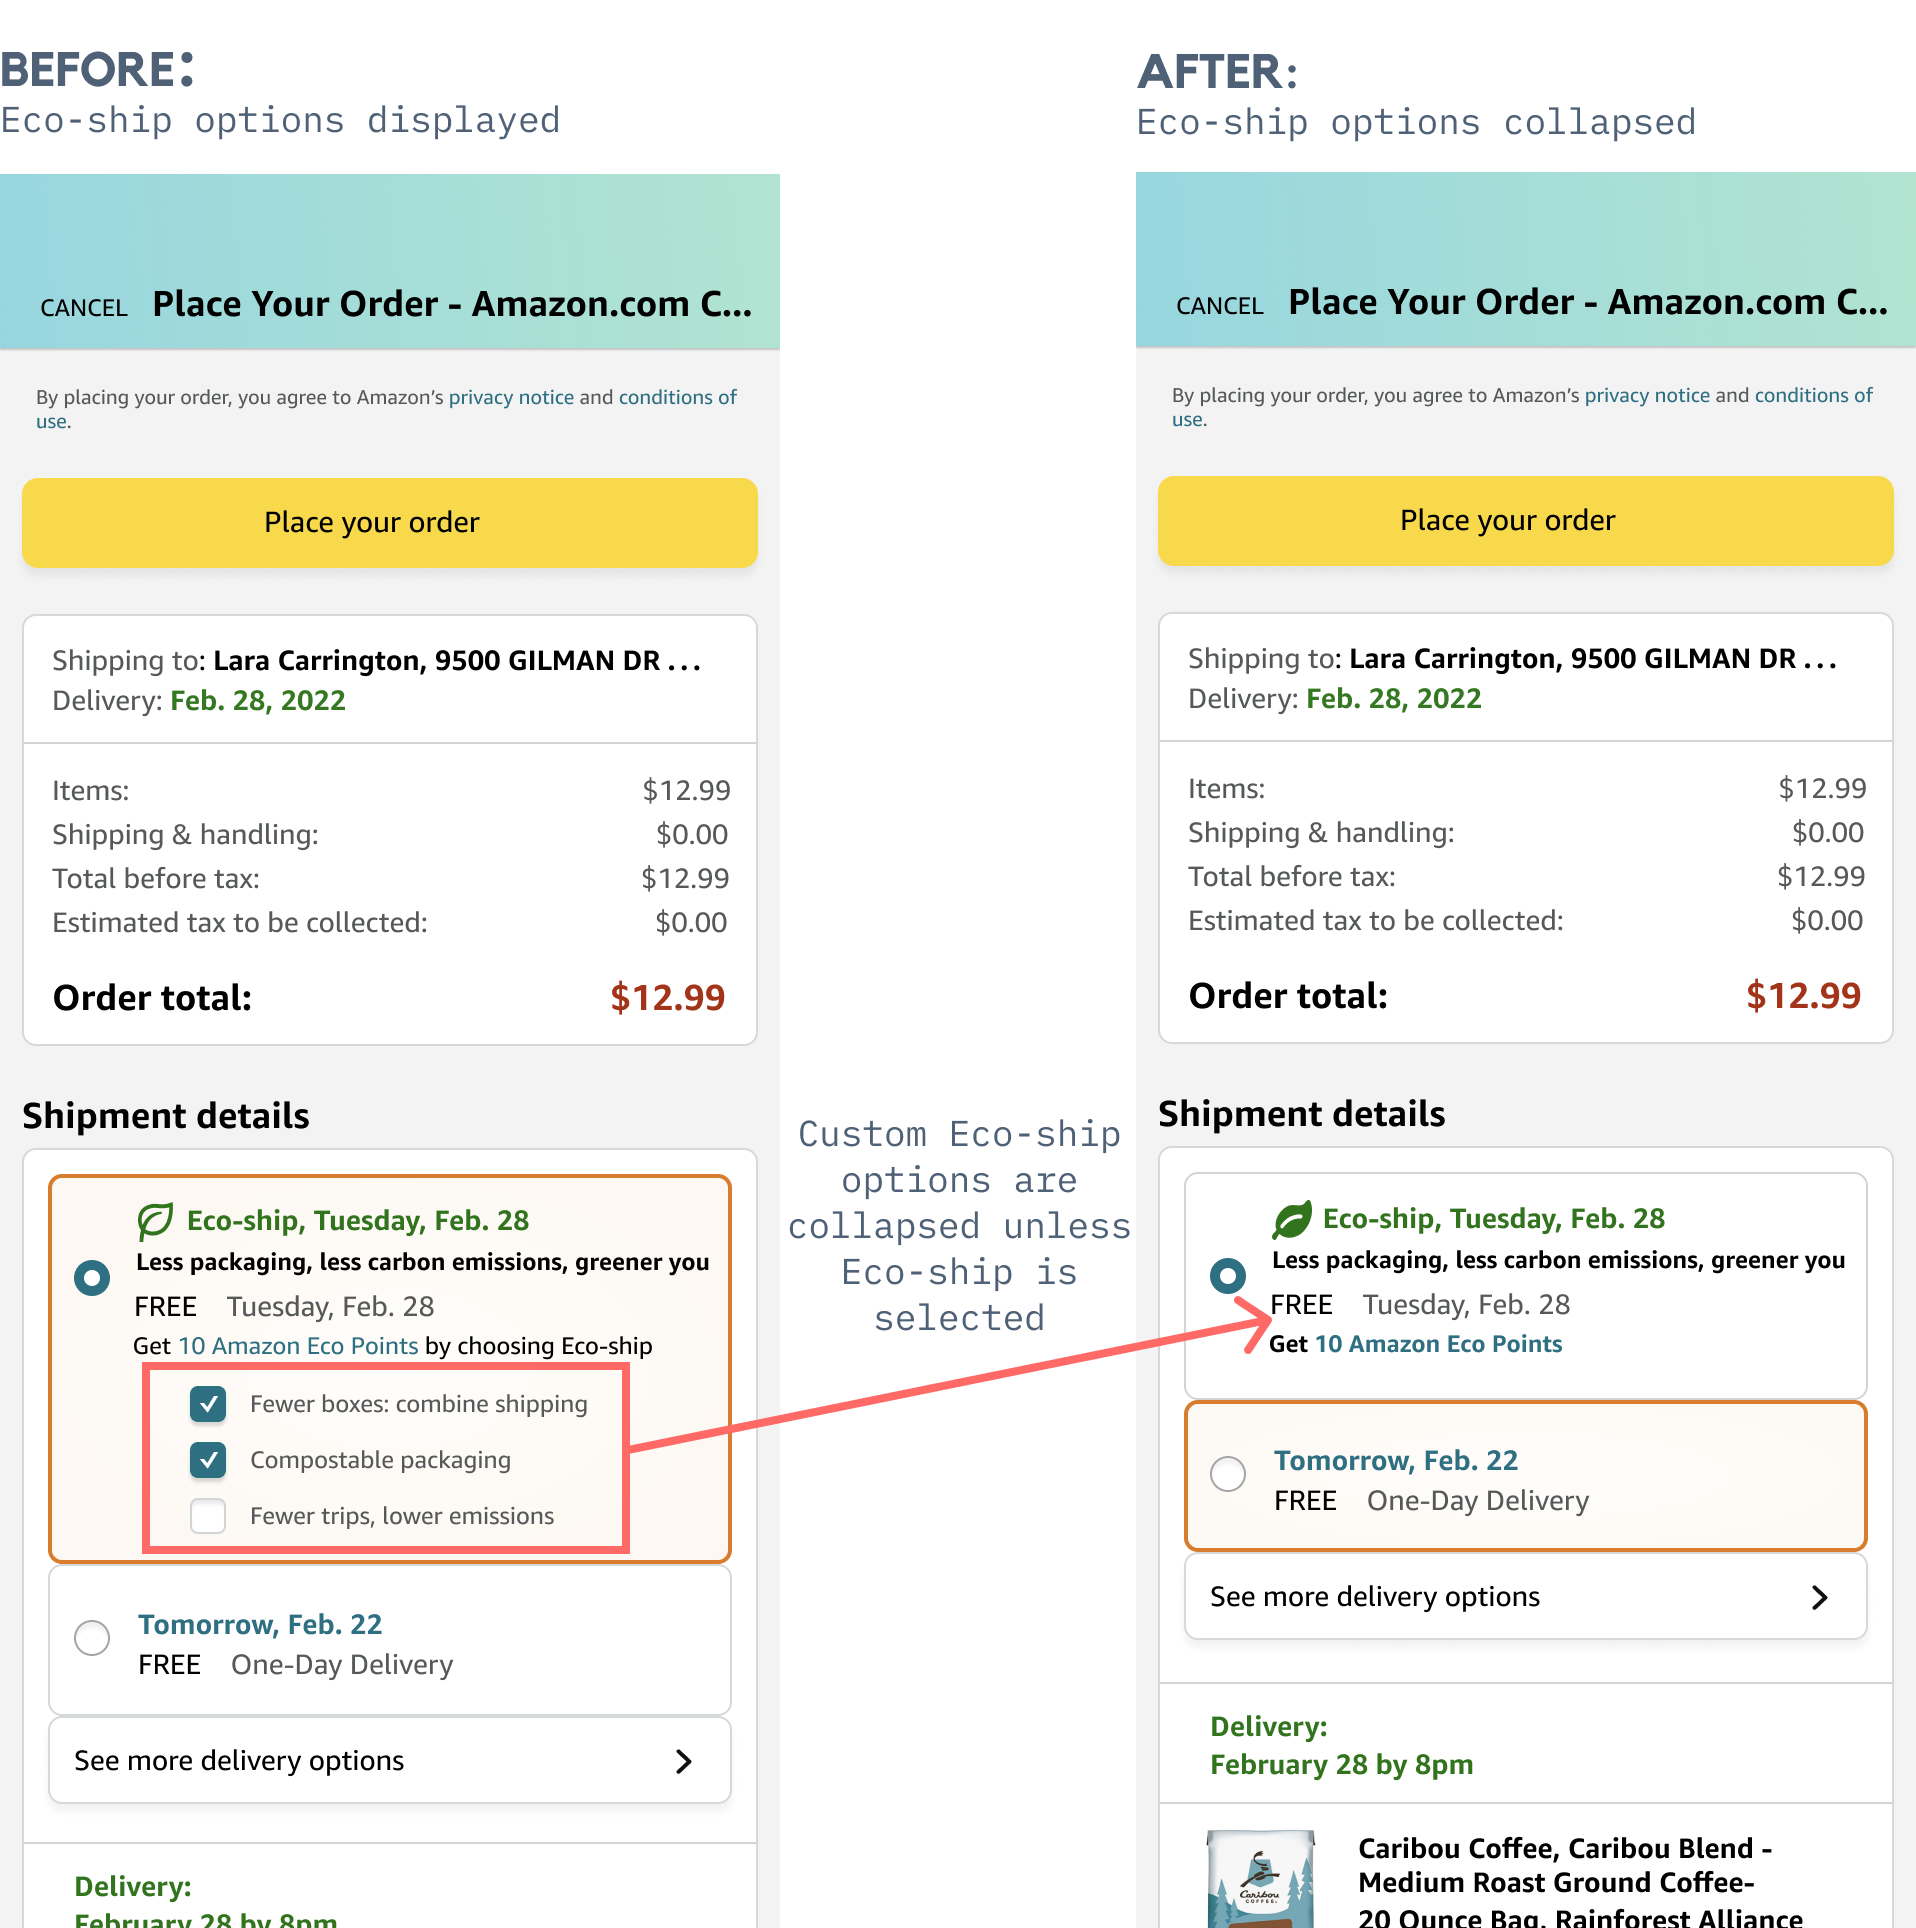 BEFORE:
Eco-ship options displayed
CANCEL Place Your Order - Amazon.com C...
By placing your order, you agree to Amazon's privacy notice and conditions of
use.
Place your order
Shipping to: Lara Carrington, 9500 GILMAN DR . . .
Delivery: Feb. 28, 2022
Items: $12.99
Shipping & handling: $0.00
Total before tax: $12.99
Estimated tax to be collected: $0.00
Order total: $12.99
Shipment details
Eco-ship, Tuesday, Feb. 28
Less packaging, less carbon emissions, greener you
FREE Tuesday, Feb. 28
Get 10 Amazon Eco Points by choosing Eco-ship
Fewer boxes: combine shipping
Compostable packaging
Fewer trips, lower emissions
Tomorrow, Feb. 22
FREE One-Day Delivery
See more delivery options
Delivery:
February 28 by 8pm
Custom Eco-ship
options are
collapsed unless
Eco-ship is
selected
AFTER:
Eco-ship options collapsed
CANCEL Place Your Order - Amazon.com C...
By placing your order, you agree to Amazon's privacy notice and conditions of
use.
Place your order
Shipping to: Lara Carrington, 9500 GILMAN DR . . .
Delivery: Feb. 28, 2022
Items: $12.99
Shipping & handling: $0.00
Total before tax: $12.99
Estimated tax to be collected: $0.00
Order total: $12.99
Shipment details
Eco-ship, Tuesday, Feb. 28
Less packaging, less carbon emissions, greener you
FREE Tuesday, Feb. 28
Get 10 Amazon Eco Points
Tomorrow, Feb. 22
FREE One-Day Delivery
See more delivery options
Delivery:
February 28 by 8pm
Caribou
COFFEE
Caribou Coffee, Caribou Blend -
Medium Roast Ground Coffee-
20 Ounce Bag, Rainforest Alliance